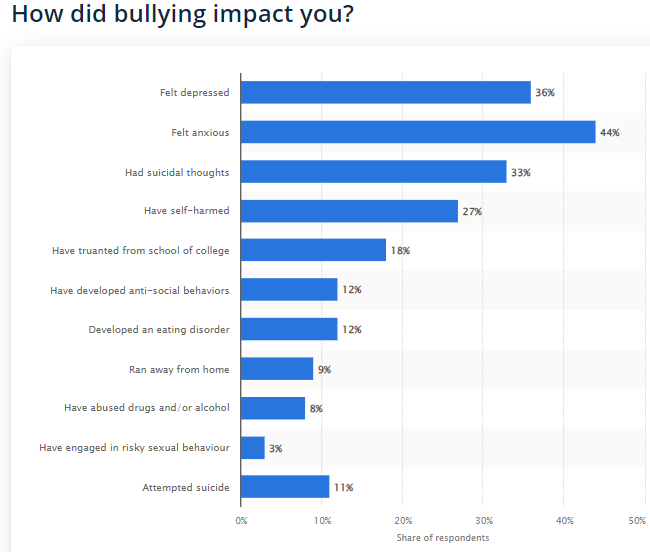 How did bullying impact you?
Felt depressed 36%
Felt anxious 44%
Had suicidal thoughts 33%
Have self-harmed 27%
Have truanted from school of college 18%
Have developed anti-social behaviors 12%
Developed an eating disorder 12%
Ran away from home 9%
Have abused drugs and/or alcohol 8%
Have engaged in risky sexual behaviour 3%
Attempted suicide 11%
0% 10% 20% 30% 40% 50%
Share of respondents